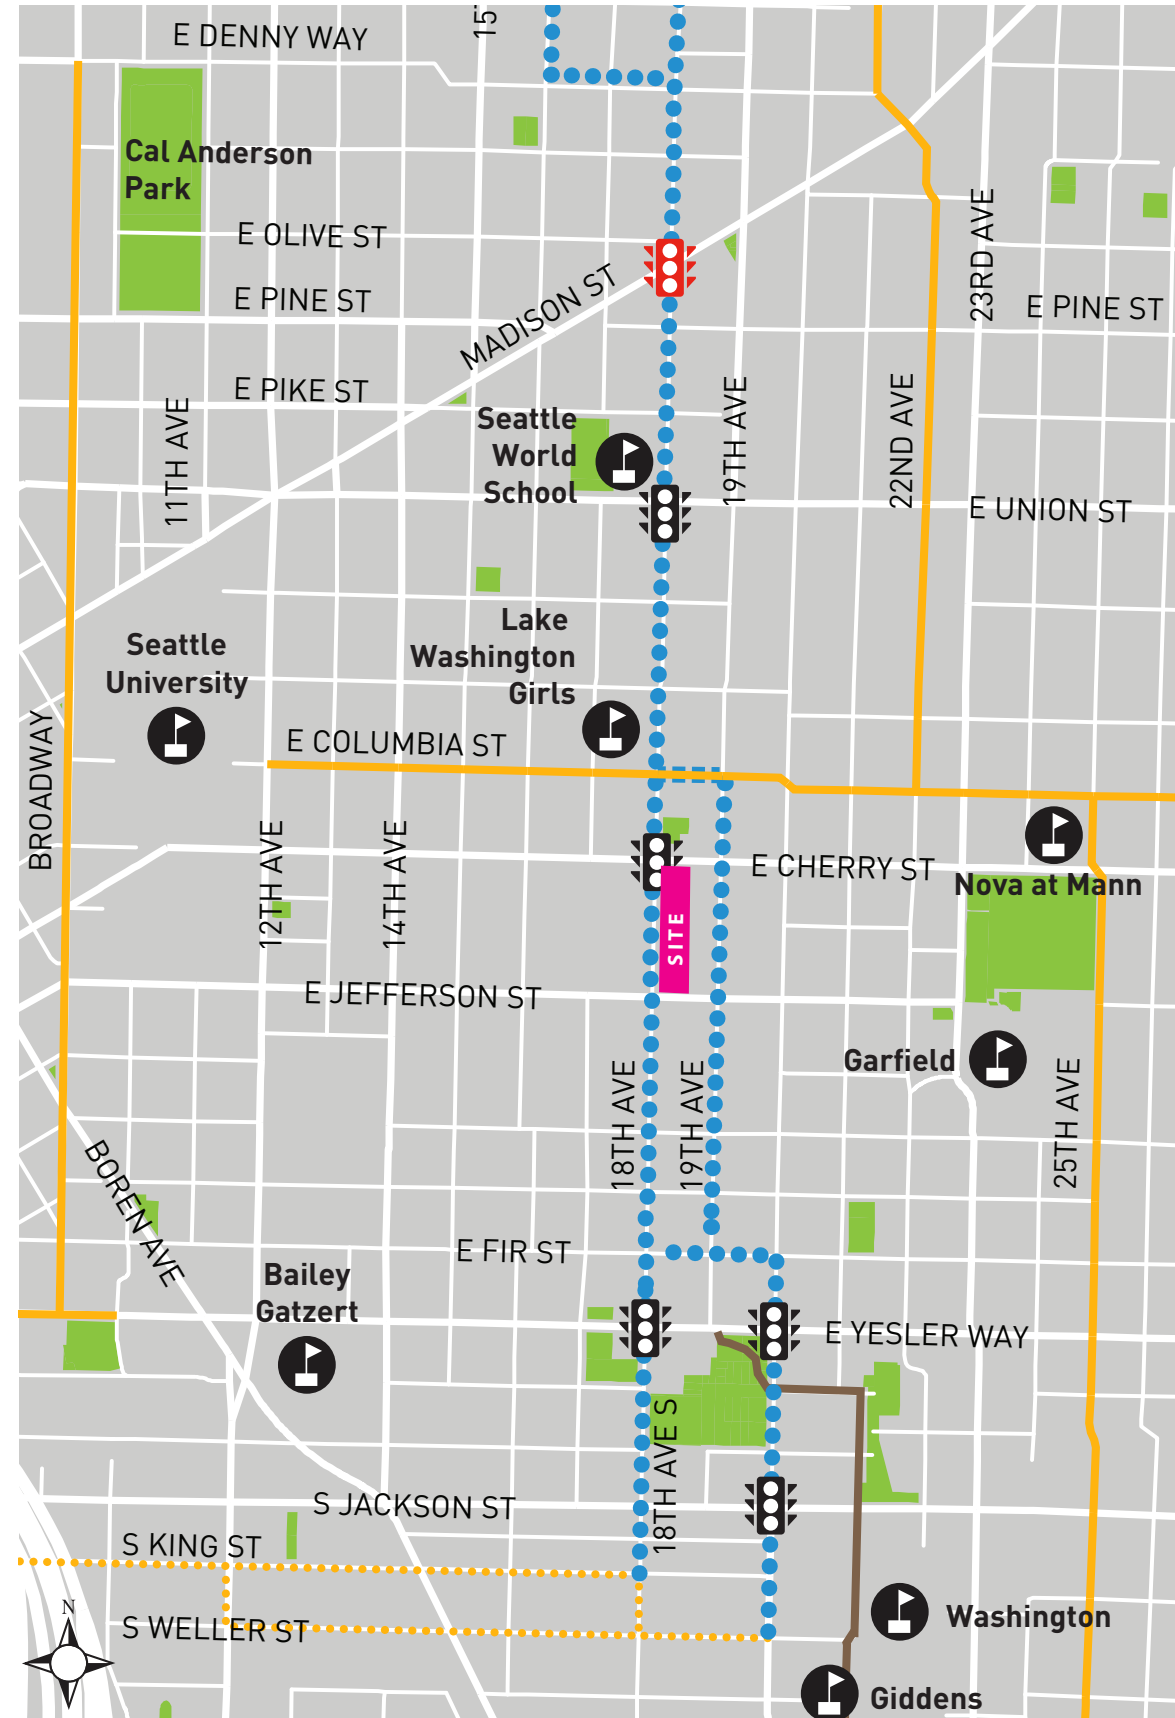 E DENNY WAY
15
Cal Anderson
Park
E OLIVE ST
23RD AVE
E PINE ST
E PINE ST
MADISON ST
E PIKE ST
11TH AVE
19TH AVE
22ND AVE
Seattle
World
School
E UNION ST
Lake
Washington
Girls
Seattle
University
BROADWAY
E COLUMBIA ST
12TH AVE
14TH AVE
E CHERRY ST
Nova at Mann
SITE
E JEFFERSON ST
Garfield
18TH AVE
19TH AVE
25TH AVE
BOREN AVE
E FIR ST
Bailey
Gatzert
E YESLER WAY
18TH AVE S
S JACKSON ST
S KING ST
N
S WELLER ST
Washington
Giddens